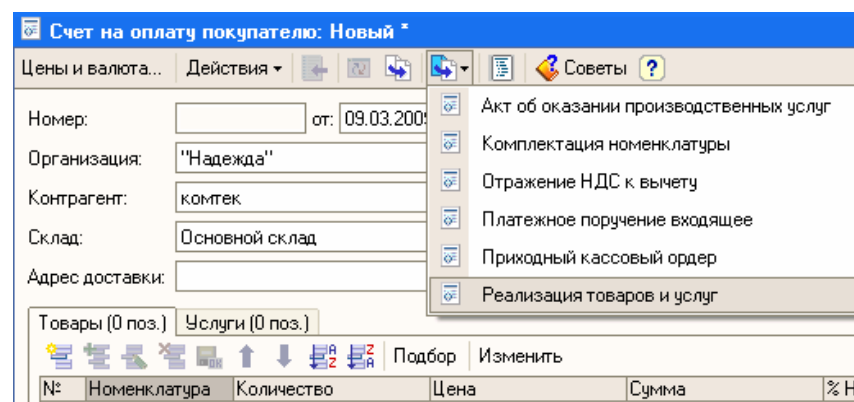 Счет на оплату покупателю: Новый *
Цены и валюта... Действия Советы ?
Акт об оказании производственных услуг
Комплектация номенклатуры
Отражение НДС к вычету
Платежное поручение входящее
Приходный кассовый ордер
Реализация товаров и услуг
Номер: от: 09.03.200
Организация: "Надежда"
Контрагент: комтек
Склад: Основной склад
Адрес доставки:
Товары (0 поз.) Услуги (0 поз.)
Подбор Изменить
№ Номенклатура Количество Цена Сумма % Н